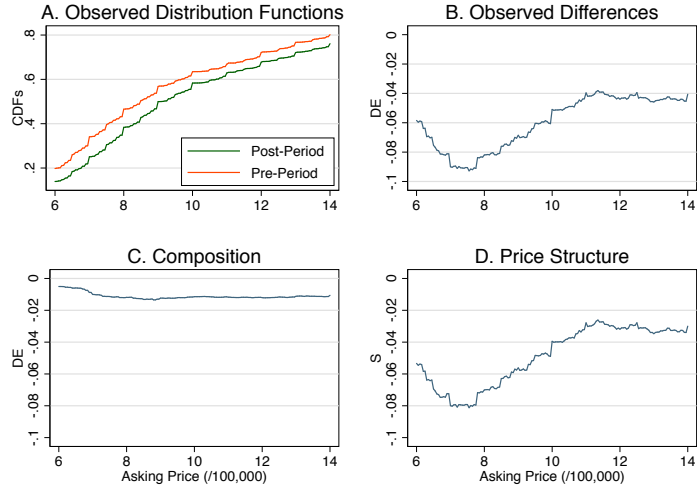 A. Observed Distribution Functions
CDFs
.8
.6
.4
.2
Post-Period
Pre-Period
6 8 10 12 14
B. Observed Differences
DE
0
-.02
-.04
-.06
-.08
-.1
6 8 10 12 14
C. Composition
DE
0
-.02
-.04
-.06
-.08
-.1
6 8 10 12 14
Asking Price (/100,000)
D. Price Structure
S
0
-.02
-.04
-.06
-.08
-.1
6 8 10 12 14
Asking Price (/100,000)